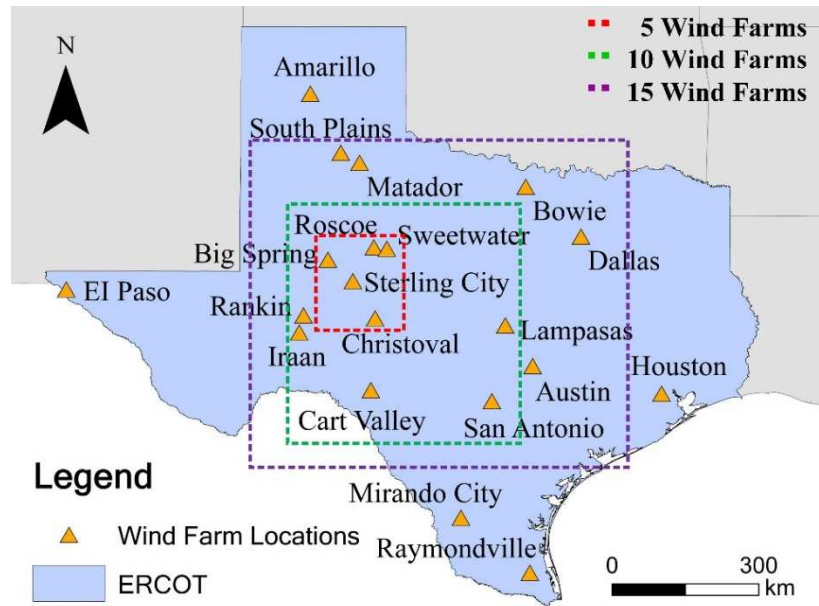 N
5 Wind Farms
10 Wind Farms
15 Wind Farms
Amarillo
South Plains
Matador
Bowie
Roscoe
Sweetwater
Big Spring
Dallas
Sterling City
EI Paso
Rankin
Christoval
Lampasas
Iraan
Houston
Austin
Cart Valley
San Antonio
Legend
Mirando City
Wind Farm Locations
Raymondville
ERCOT
0 300
km